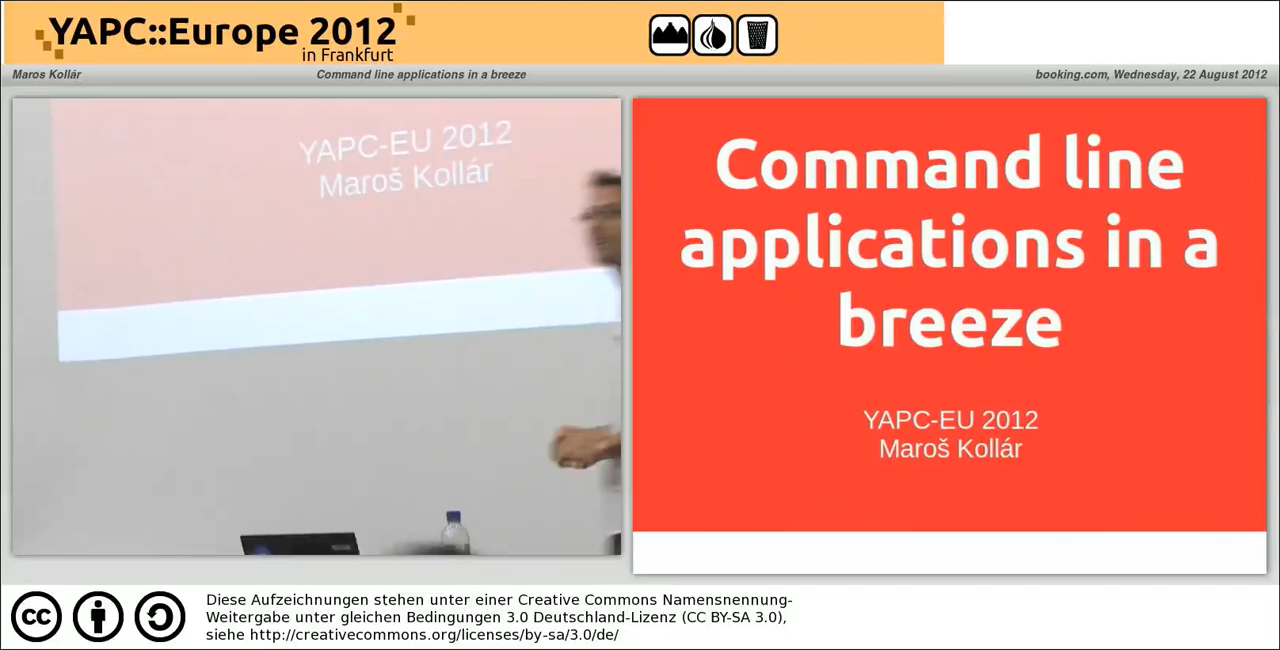 YAPC::Europe 2012
in Frankfurt
Maros Kollár
Command line applications in a breeze
booking.com, Wednesday, 22 August 2012
YAPC-EU 2012
Maroš Kollár
Command line
applications in a
breeze
YAPC-EU 2012
Maroš Kollár
cc
Diese Aufzeichnungen stehen unter einer Creative Commons Namensnennung-
Weitergabe unter gleichen Bedingungen 3.0 Deutschland-Lizenz (CC BY-SA 3.0),
siehe http://creativecommons.org/licenses/by-sa/3.0/de/